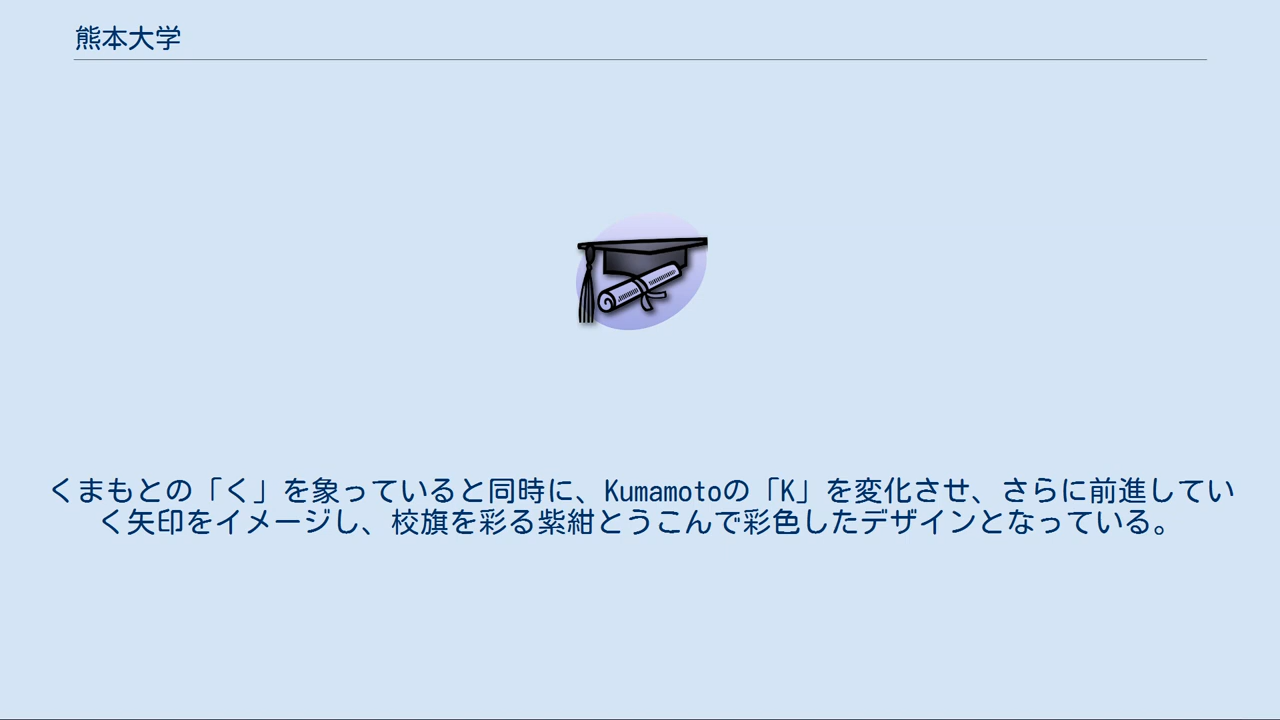 熊本大学
くまもとの「く」を象っていると同時に、Kumamotoの「K」を変化させ、さらに前進してい
く矢印をイメージし、校旗を彩る紫紺とうこんで彩色したデザインとなっている。